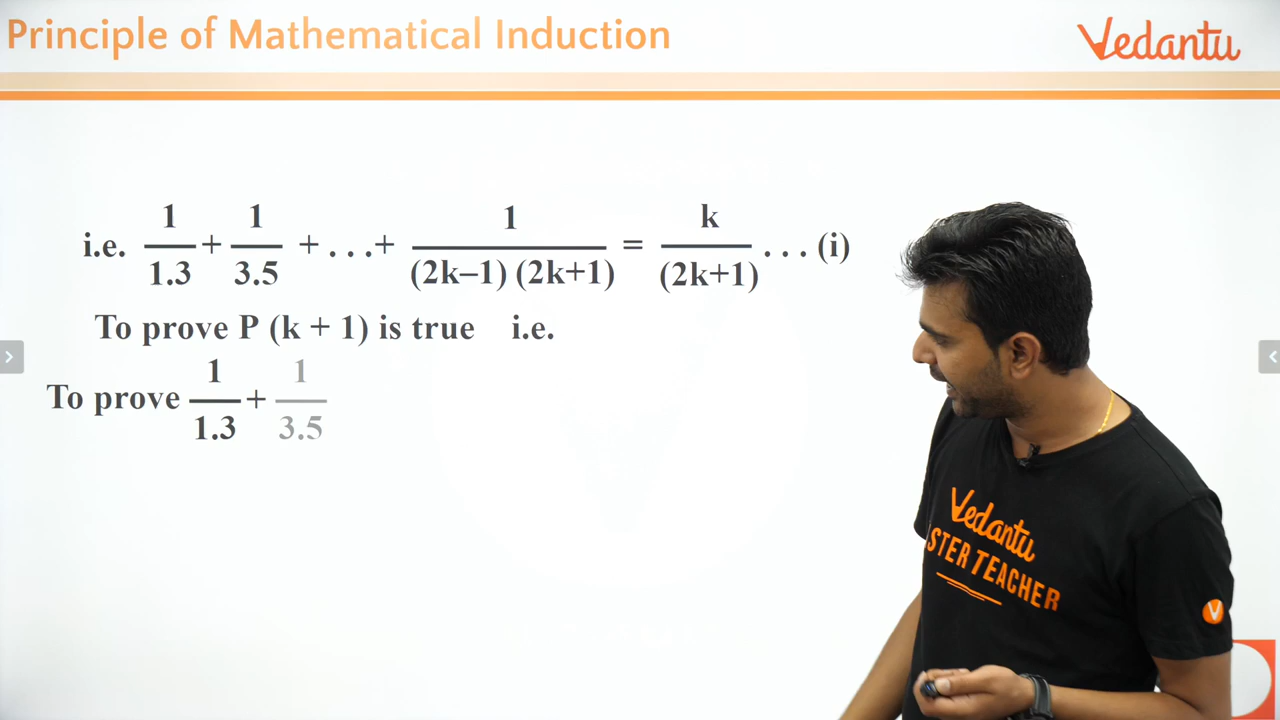 Principle of Mathematical Induction
Vedantu
i.e. 1/1.3 + 1/3.5 + . . .+ 1/(2k–1) (2k+1) = k/(2k+1) . . . (i)
To prove P (k + 1) is true i.e.
To prove 1/1.3 + 1/3.5
Vedantu
STER TEACHER
V